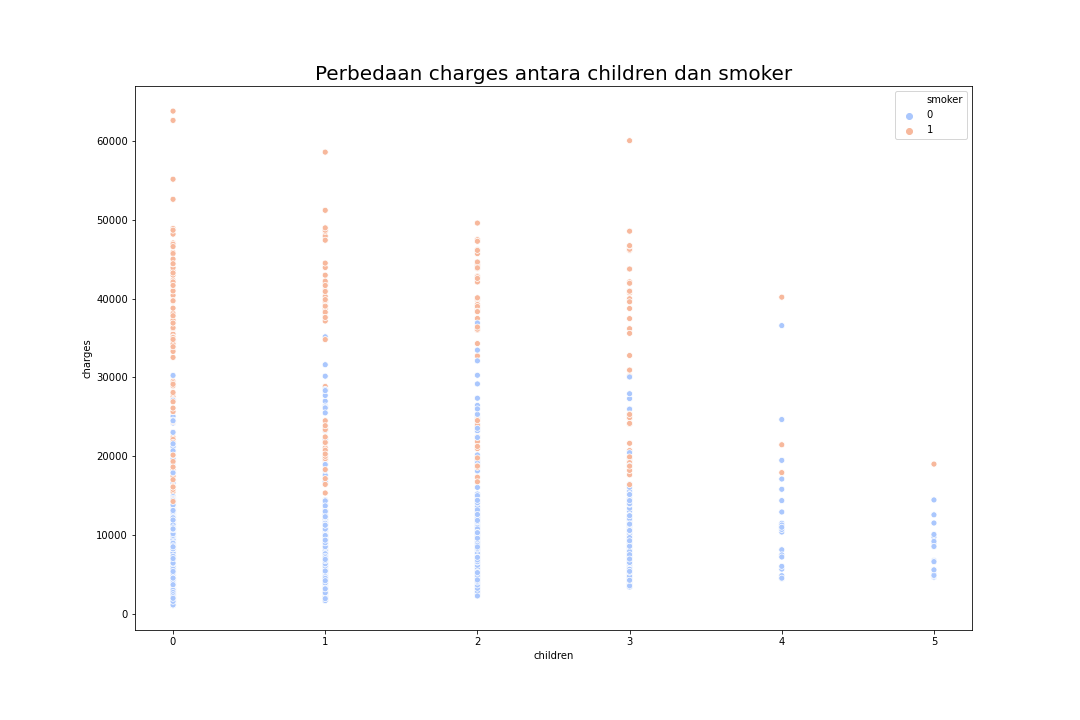 Perbedaan charges antara children dan smoker
smoker
0
1
60000
50000
40000
30000
20000
10000
0
charges
0 1 2 3 4 5
children